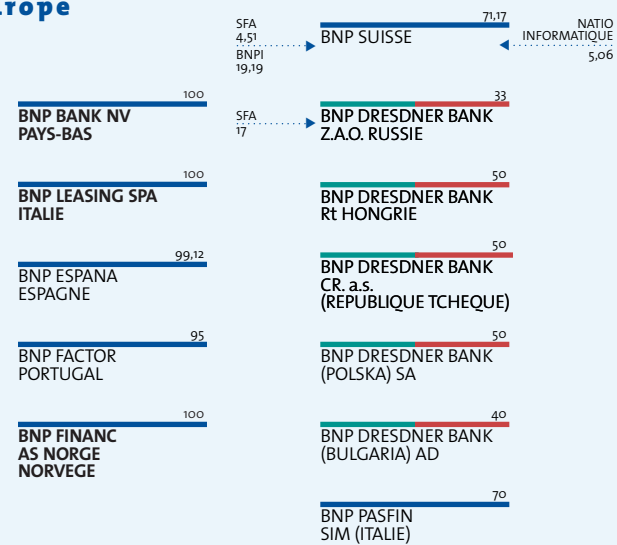 71,17
SFA
4,51
BNPI
19,19
BNP SUISSE
NATIO
INFORMATIQUE
5,06
100
BNP BANK NV
PAYS-BAS
SFA
17
33
BNP DRESDNER BANK
Z.A.O. RUSSIE
100
BNP LEASING SPA
ITALIE
50
BNP DRESDNER BANK
Rt HONGRIE
99,12
BNP ESPANA
ESPAGNE
50
BNP DRESDNER BANK
CR. a.s.
(REPUBLIQUE TCHEQUE)
95
BNP FACTOR
PORTUGAL
50
BNP DRESDNER BANK
(POLSKA) SA
100
BNP FINANC
AS NORGE
NORVEGE
40
BNP DRESDNER BANK
(BULGARIA) AD
70
BNP PASFIN
SIM (ITALIE)